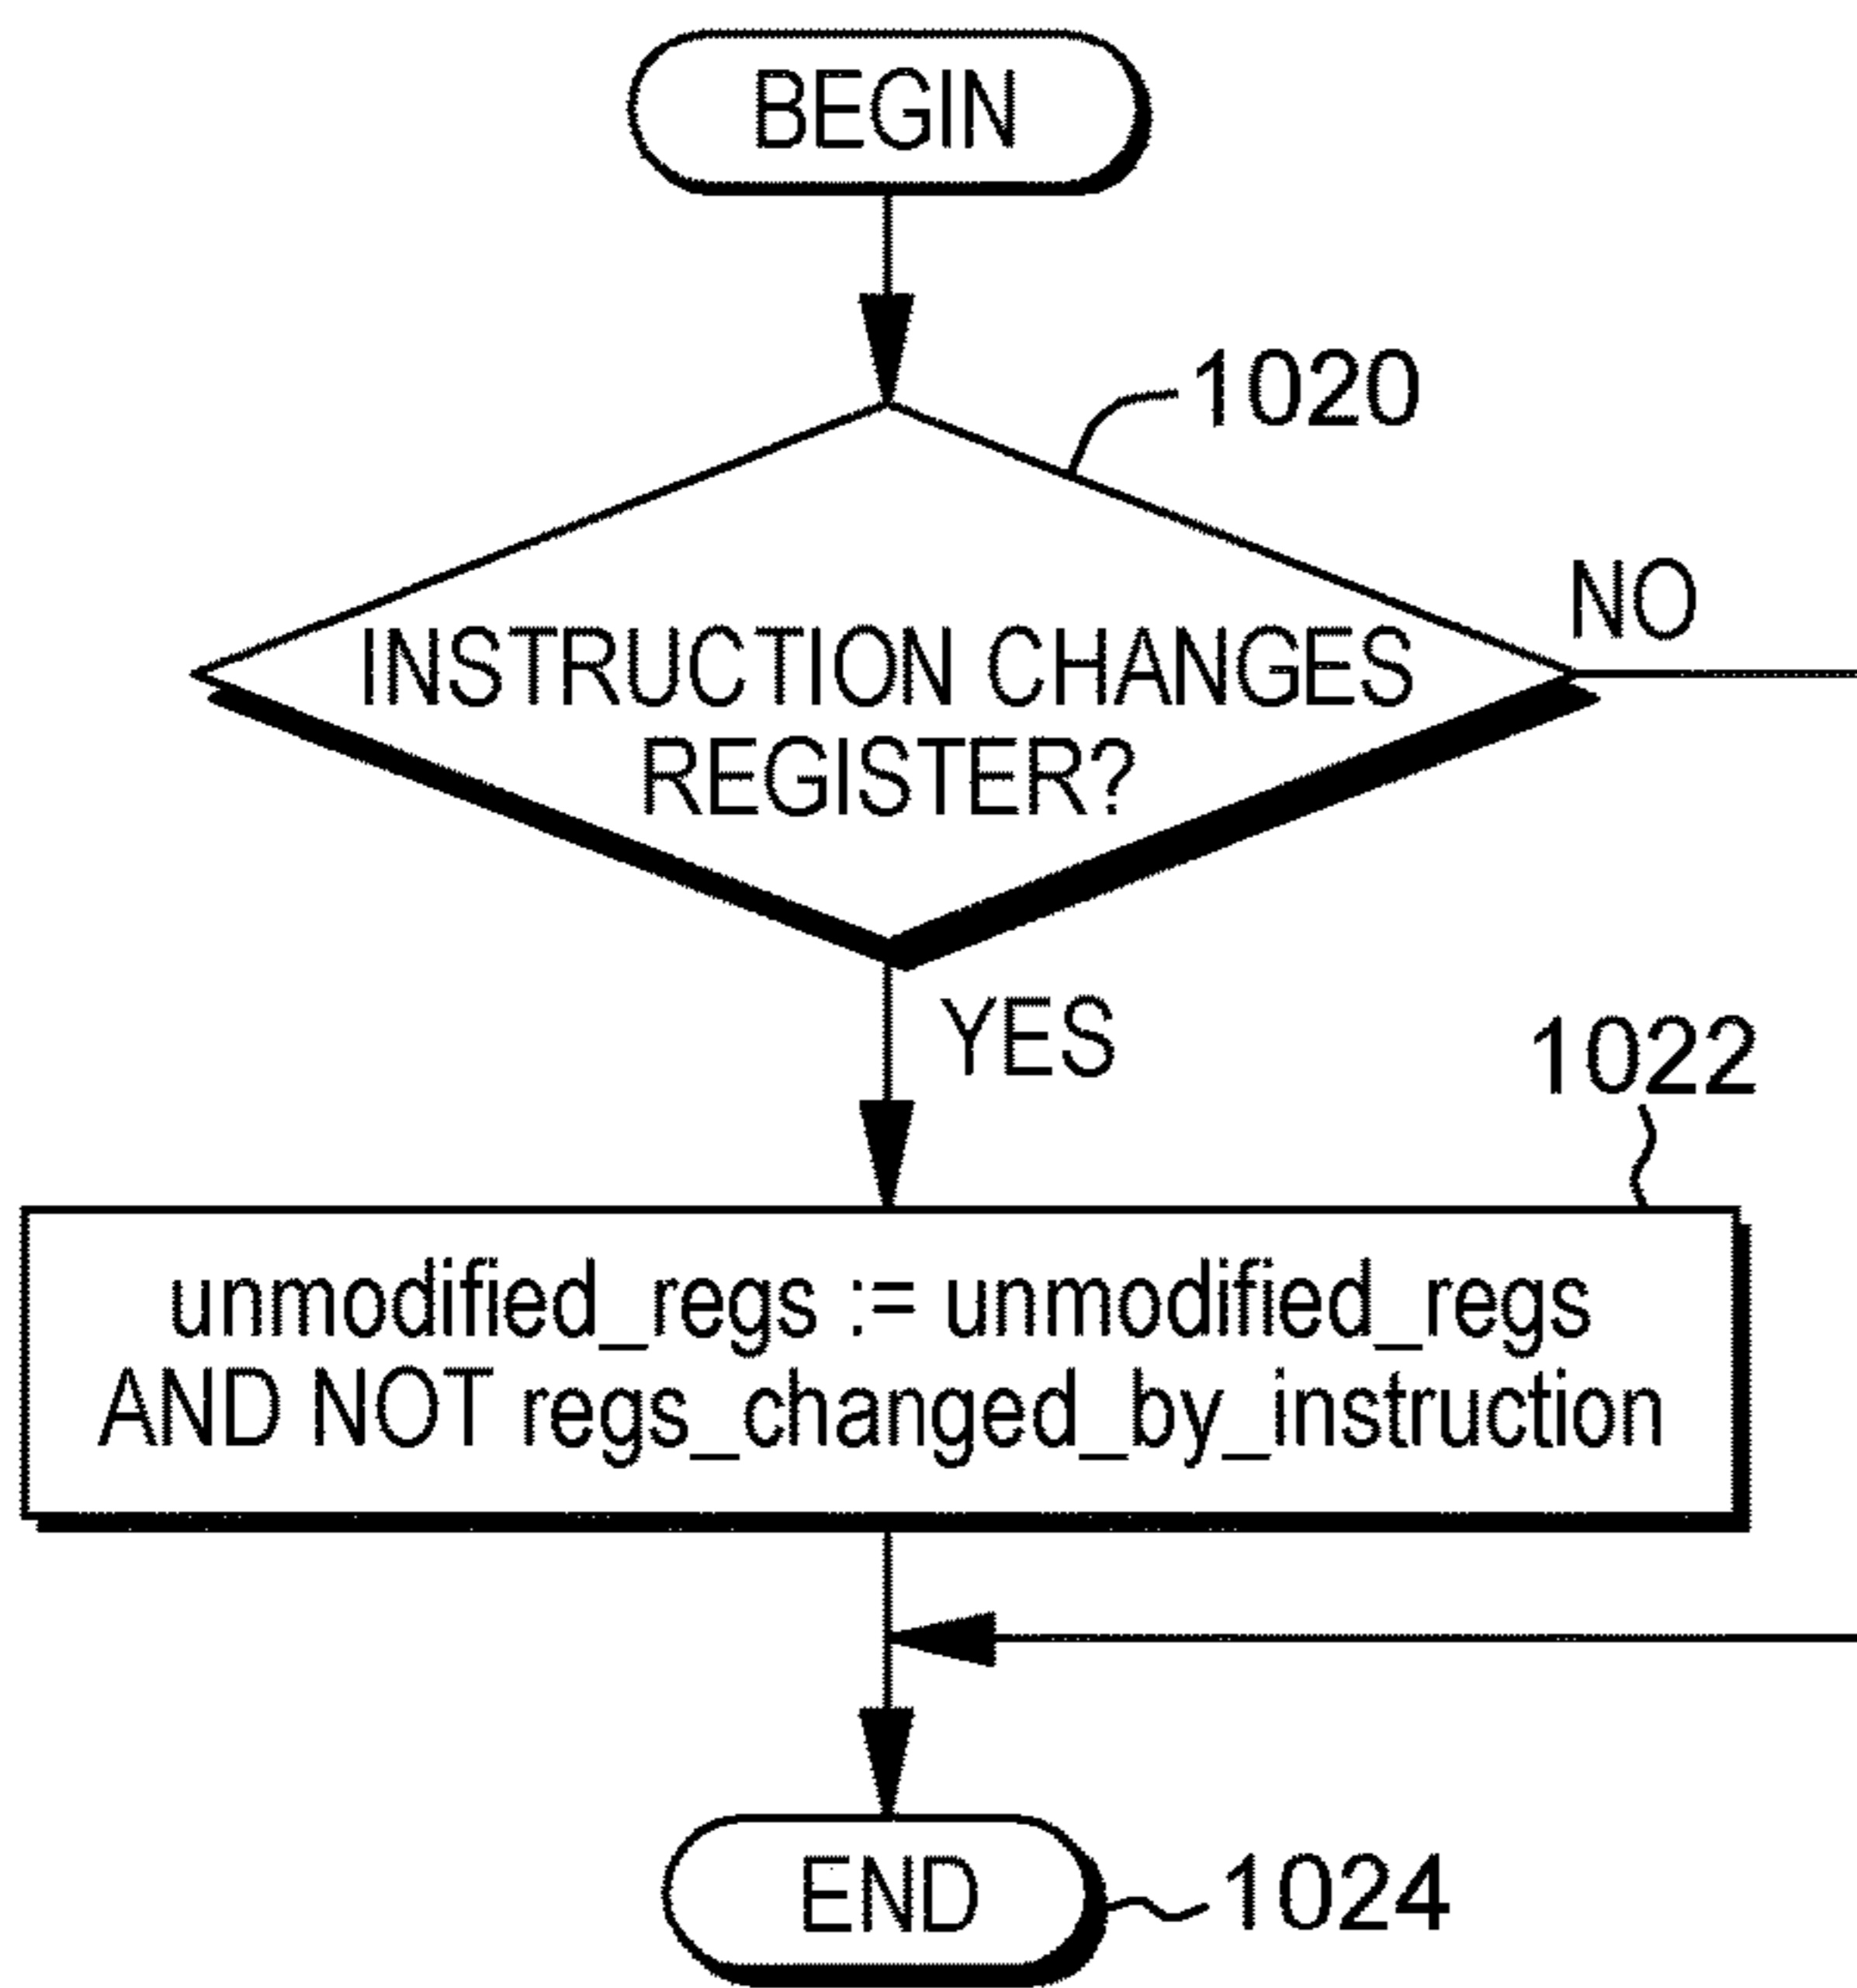 BEGIN
1020
INSTRUCTION CHANGES
REGISTER?
NO
YES
1022
unmodified_regs := unmodified_regs
AND NOT regs_changed_by_instruction
END
1024